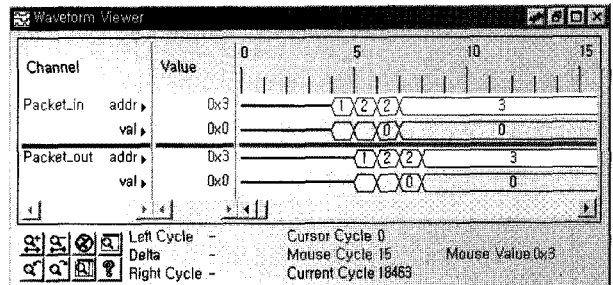 Waveform Viewer
0 5 10 15
Channel Value
Packet_in addr 0x3 1 2 2 3
val 0x0 0 0
Packet_out addr 0x3 1 2 2 3
val 0x0 0 0
Left Cycle - Cursor Cycle 0
Delta - Mouse Cycle 15 Mouse Value 0x3
Right Cycle - Current Cycle 18463